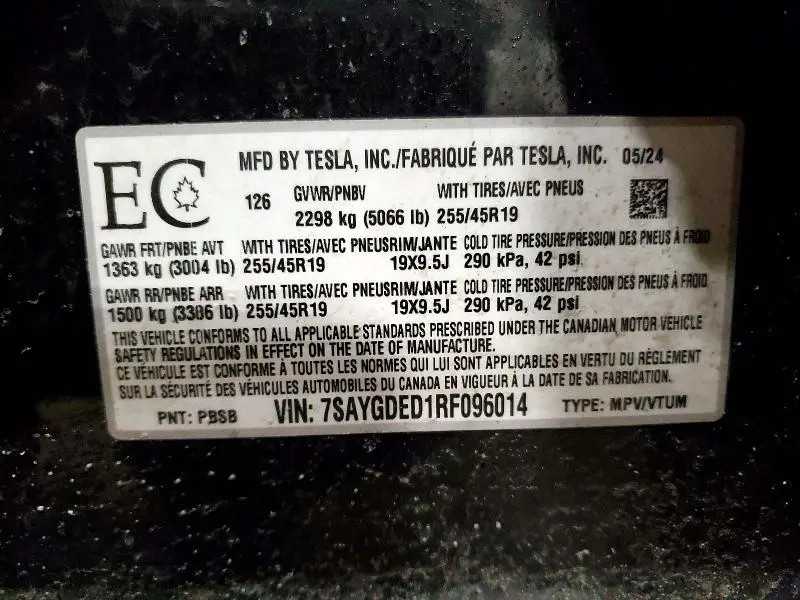 EC
MFD BY TESLA, INC./FABRIQUÉ PAR TESLA, INC. 05/24
126 GVWR/PNBV WITH TIRES/AVEC PNEUS
2298 kg (5066 lb) 255/45R19
GAWR FRT/PNBE AVT WITH TIRES/AVEC PNEUS RIM/JANTE COLD TIRE PRESSURE/PRESSION DES PNEUS À FROID
1363 kg (3004 lb) 255/45R19 19X9.5J 290 kPa, 42 psi
GAWR RR/PNBE ARR WITH TIRES/AVEC PNEUS RIM/JANTE COLD TIRE PRESSURE/PRESSION DES PNEUS À FROID
1500 kg (3306 lb) 255/45R19 19X9.5J 290 kPa, 42 psi
THIS VEHICLE CONFORMS TO ALL APPLICABLE STANDARDS PRESCRIBED UNDER THE CANADIAN MOTOR VEHICLE
SAFETY REGULATIONS IN EFFECT ON THE DATE OF MANUFACTURE.
CE VÉHICULE EST CONFORME À TOUTES LES NORMES QUI LUI SONT APPLICABLES EN VERTU DU RÈGLEMENT
SUR LA SÉCURITÉ DES VÉHICULES AUTOMOBILES DU CANADA EN VIGUEUR À LA DATE DE SA FABRICATION.
PNT: PBSB VIN: 7SAYGDED1RF096014 TYPE: MPV/VTUM